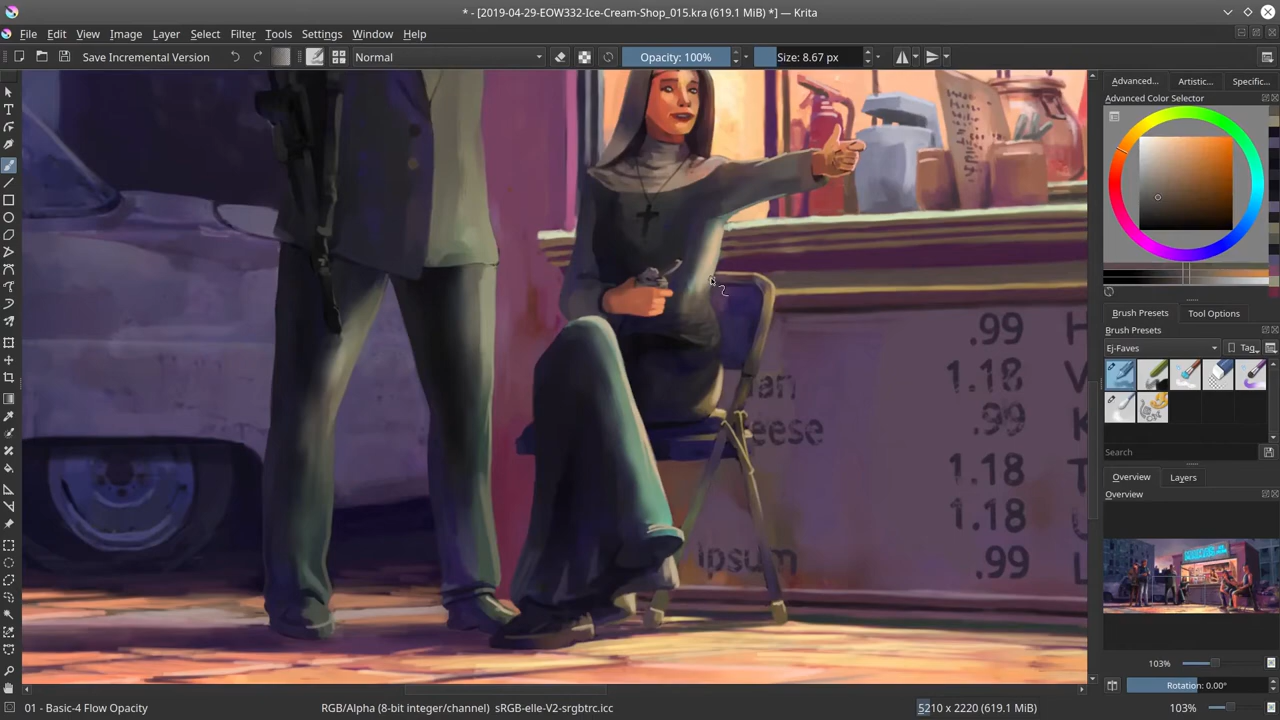 * - [2019-04-29-EOW332-Ice-Cream-Shop_015.kra (619.1 MiB) *] — Krita
File Edit View Image Layer Select Filter Tools Settings Window Help
Save Incremental Version Normal Opacity: 100% Size: 8.67 px
Advanced... Artistic... Specific...
Advanced Color Selector
Brush Presets Tool Options
Brush Presets
Ej-Faves Tag
.99 H
1.18 V
.99 K
eese
1.18 T
1.18
Ipsum .99 L
Search
Overview Layers
Overview
103%
Rotation: 0.00°
01 - Basic-4 Flow Opacity RGB/Alpha (8-bit integer/channel) sRGB-elle-V2-srgbtrc.icc 5210 x 2220 (619.1 MiB) 103%